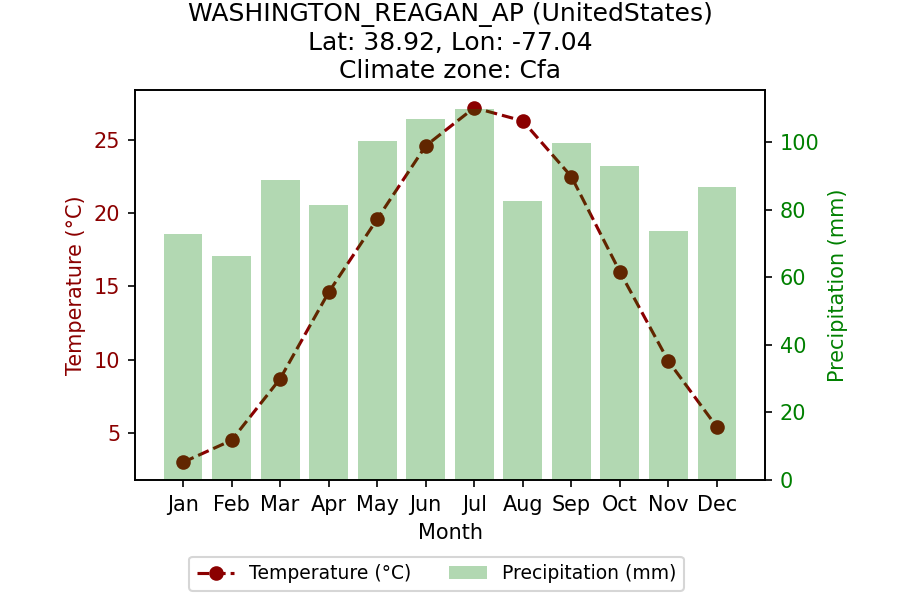 WASHINGTON_REAGAN_AP (UnitedStates)
Lat: 38.92, Lon: -77.04
Climate zone: Cfa
25
20
15
10
5
Temperature (°C)
100
80
60
40
20
0
Precipitation (mm)
Jan Feb Mar Apr May Jun Jul Aug Sep Oct Nov Dec
Month
Temperature (°C) Precipitation (mm)